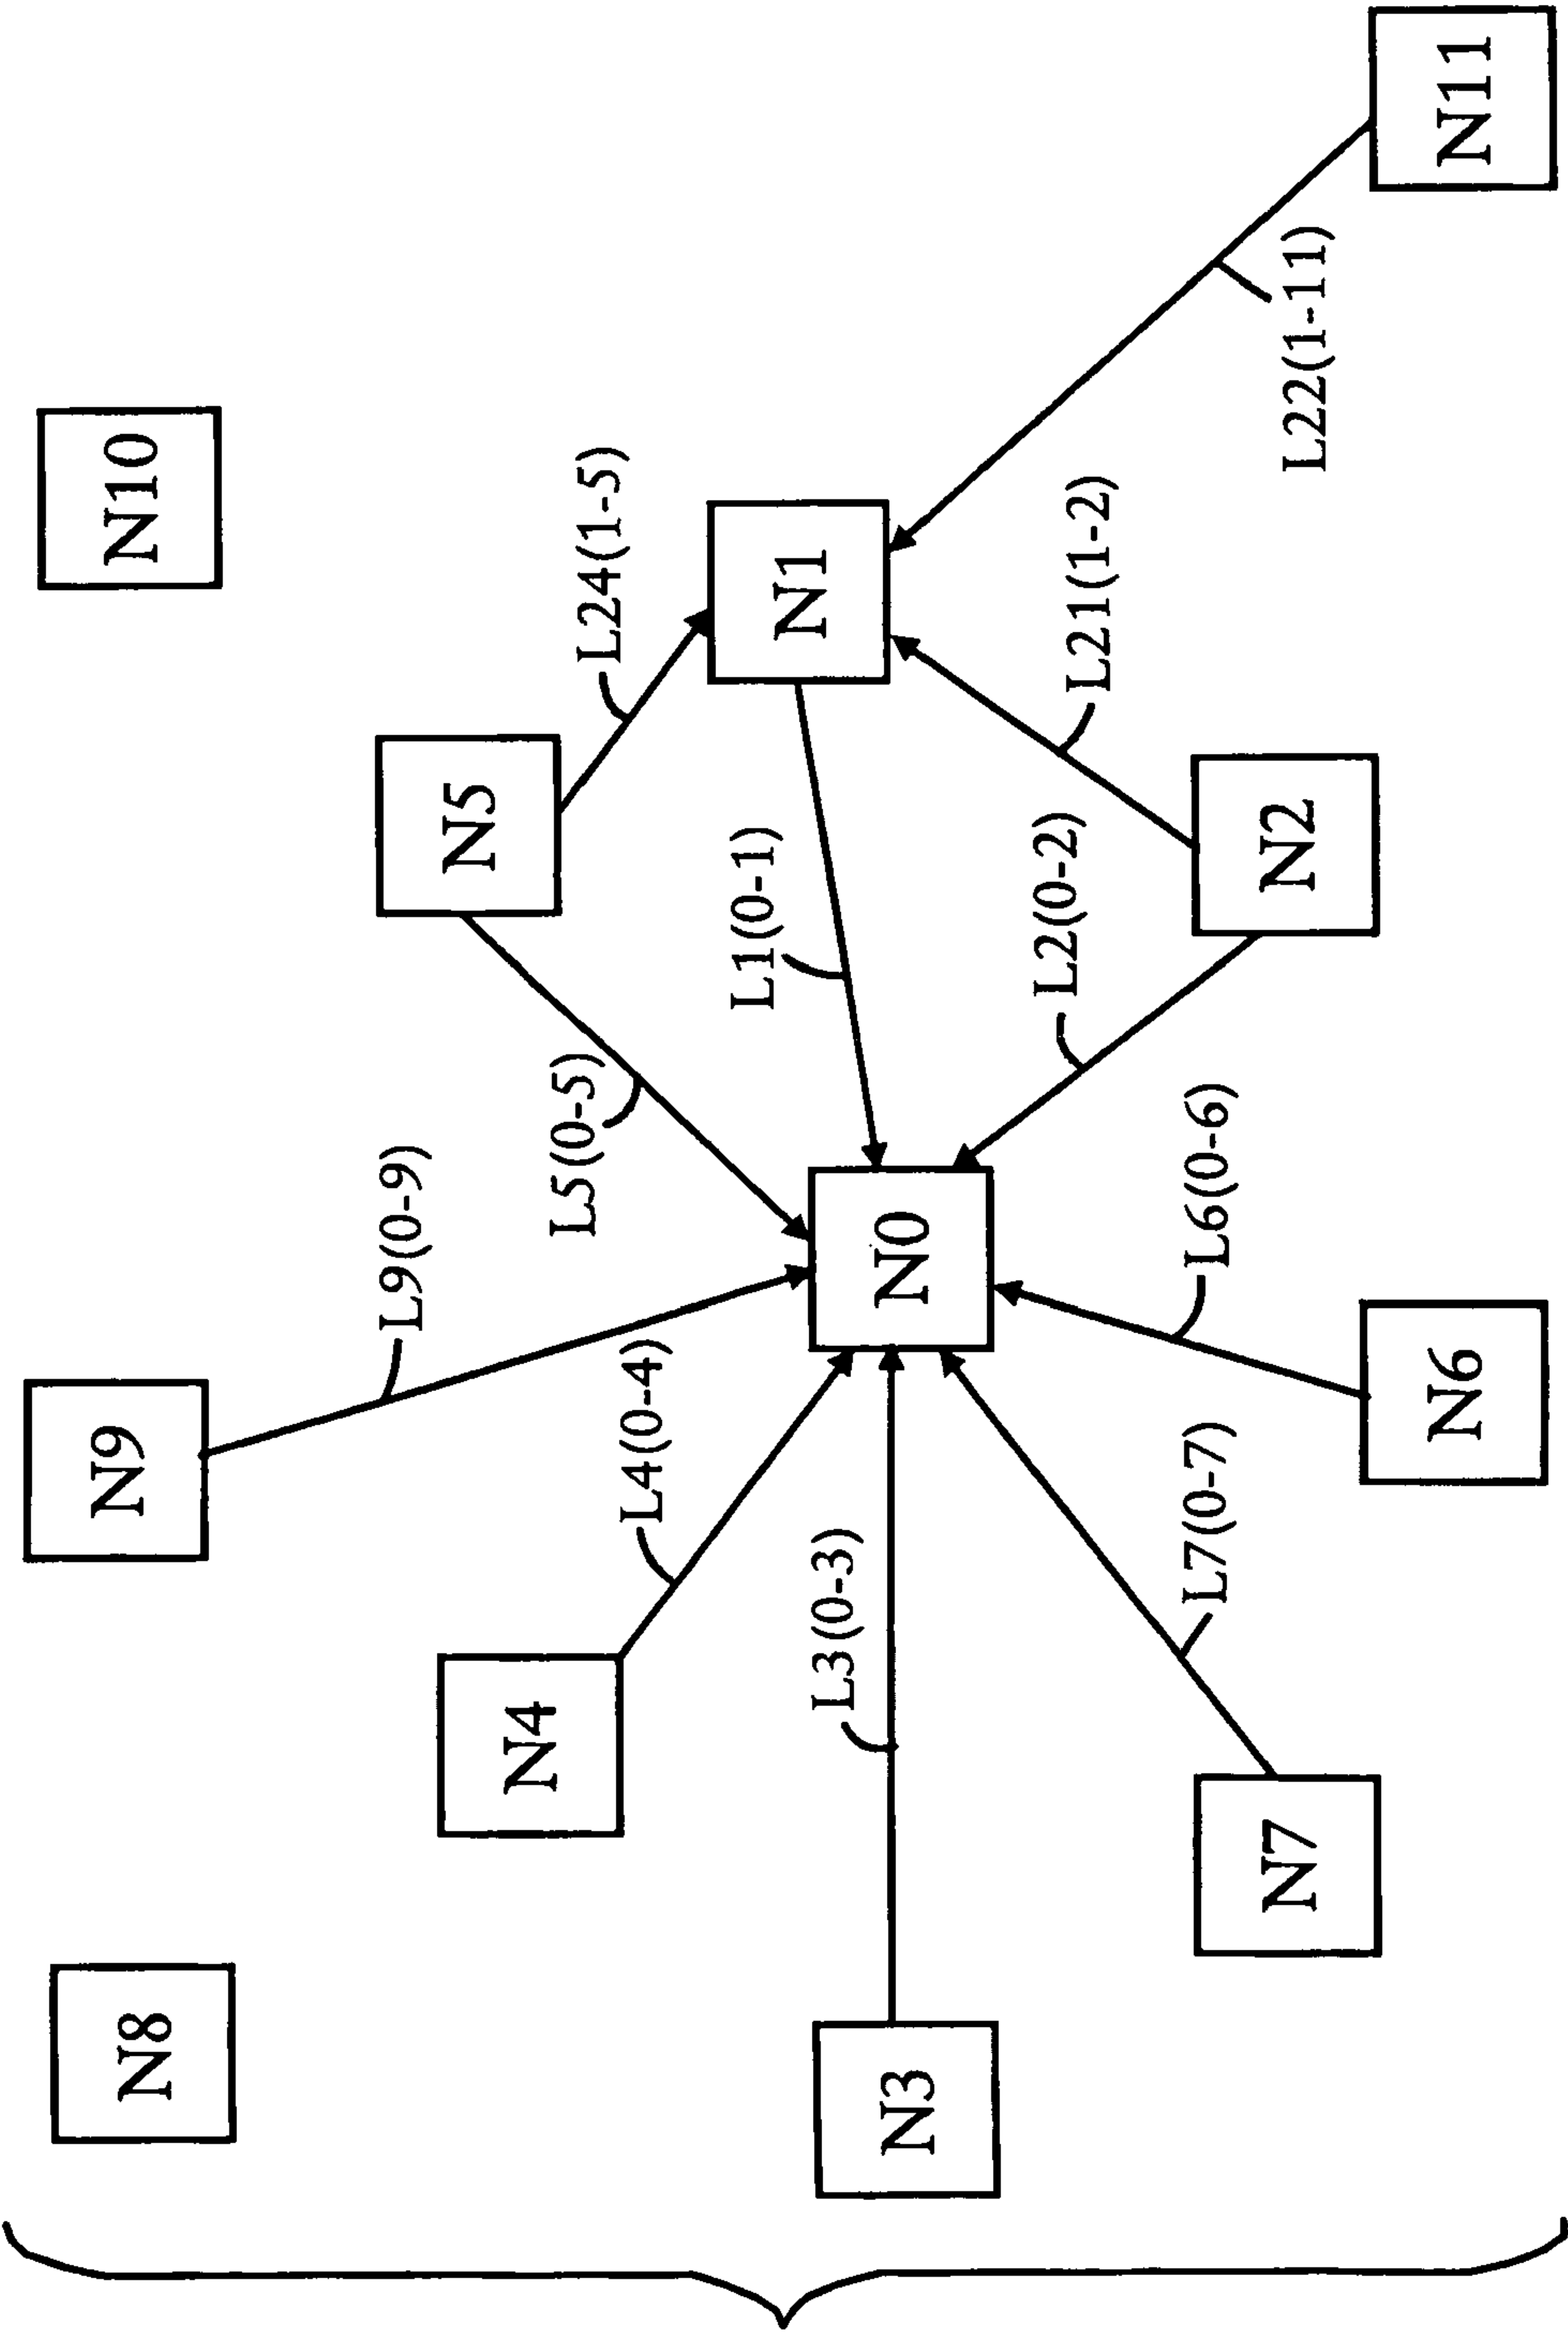 N8
N9
N10
L9(0-9)
N4
L4(0-4)
L5(0-5)
N5
L24(1-5)
N3
L3(0-3)
N0
L1(0-1)
N1
L2(0-2)
L21(1-2)
N7
L7(0-7)
L6(0-6)
N6
N2
L22(1-11)
N11